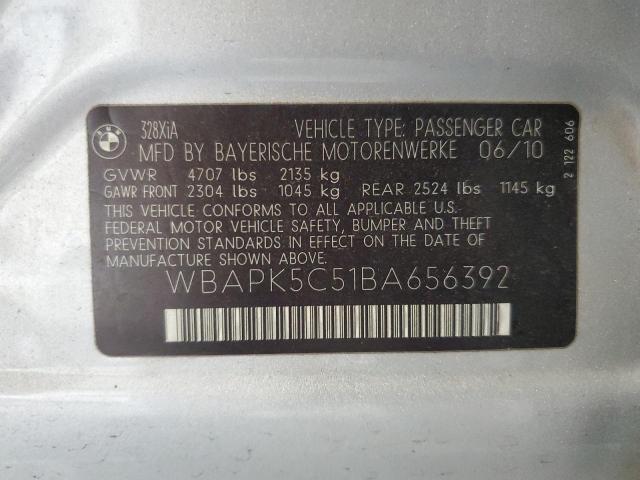 BMW
328XiA VEHICLE TYPE: PASSENGER CAR
MFD BY BAYERISCHE MOTORENWERKE 06/10
GVWR 4707 lbs 2135 kg
GAWR FRONT 2304 lbs 1045 kg REAR 2524 lbs 1145 kg
THIS VEHICLE CONFORMS TO ALL APPLICABLE U.S.
FEDERAL MOTOR VEHICLE SAFETY, BUMPER, AND THEFT
PREVENTION STANDARDS IN EFFECT ON THE DATE OF
MANUFACTURE SHOWN ABOVE.
WBAPK5C51BA656392
2 122 606